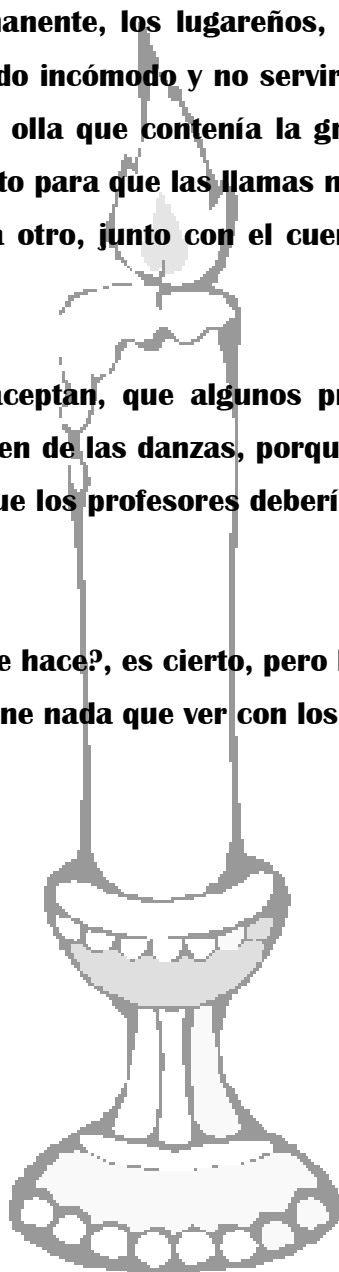 anente, los lugareños,
do incómodo y no servir
olla que contenía la gr
to para que las llamas n
a otro, junto con el cuer
aceptan, que algunos pr
en de las danzas, porqu
ue los profesores deberí
e hace?, es cierto, pero
ne nada que ver con los